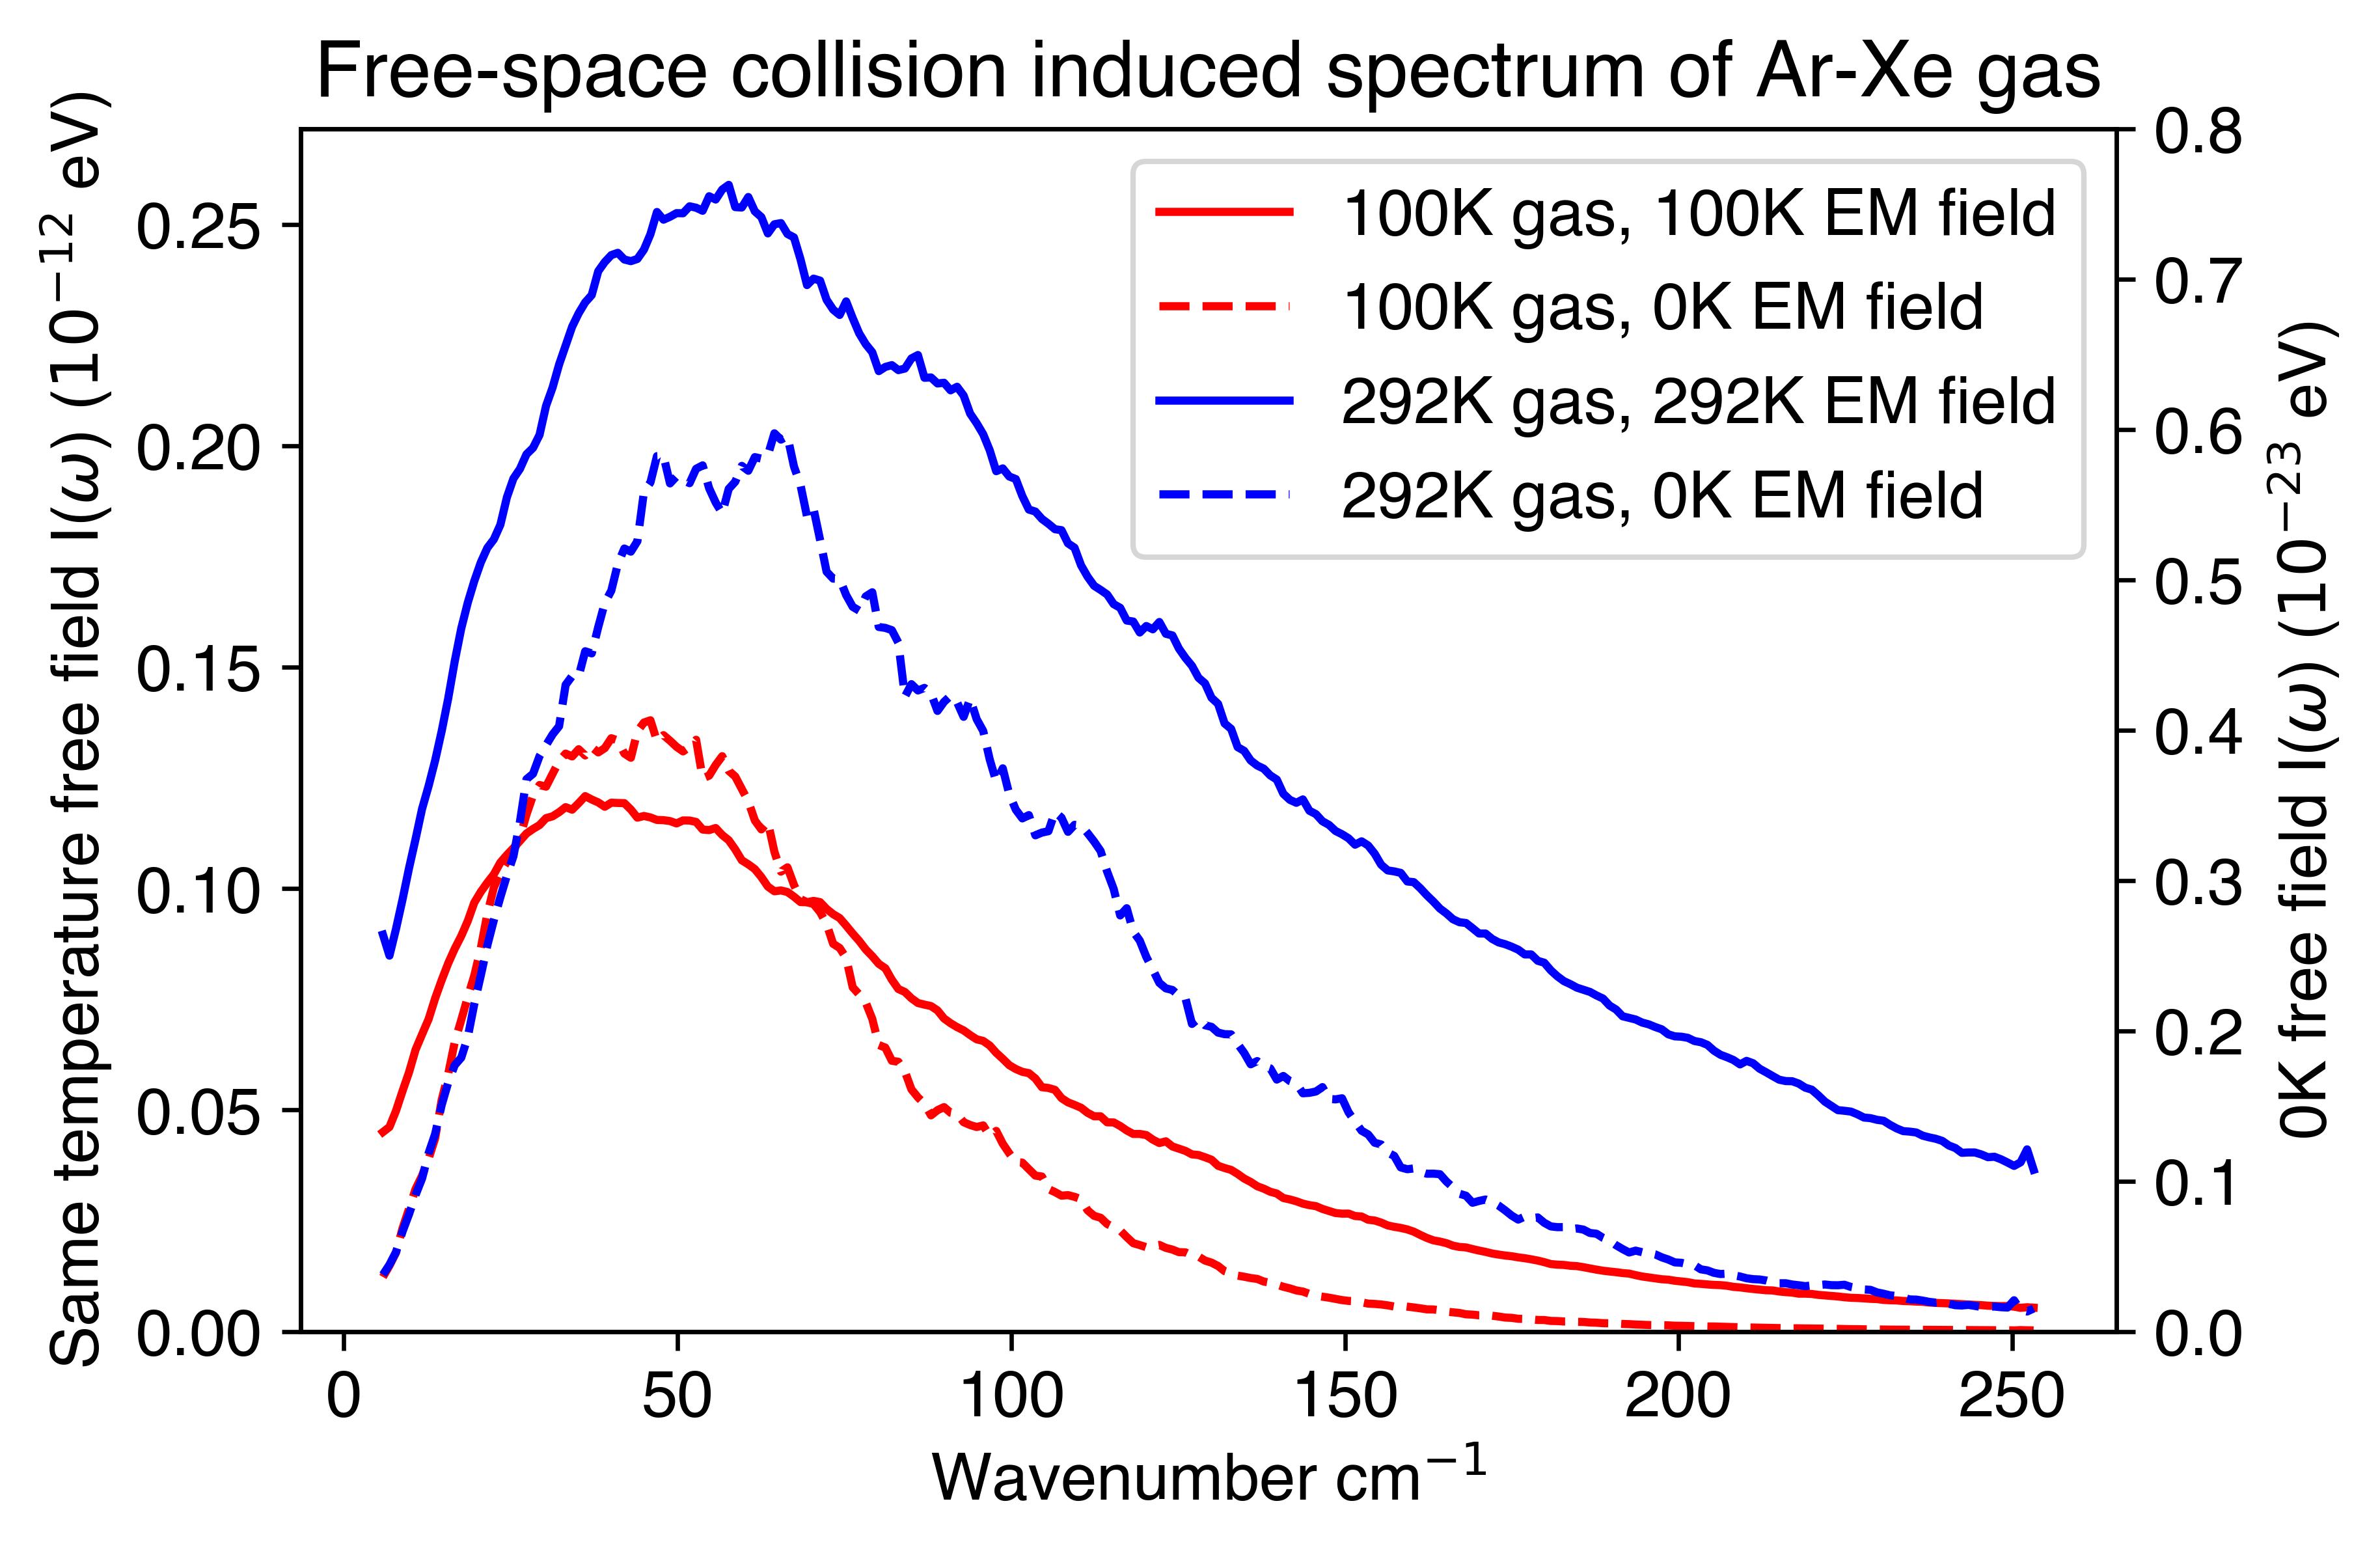 Free-space collision induced spectrum of Ar-Xe gas
Same temperature free field I(ω) (10⁻¹² eV)
0.25
0.20
0.15
0.10
0.05
0.00
100K gas, 100K EM field
100K gas, 0K EM field
292K gas, 292K EM field
292K gas, 0K EM field
0.8
0.7
0.6
0.5
0.4
0.3
0.2
0.1
0.0
0K free field I(ω) (10⁻²³ eV)
0 50 100 150 200 250
Wavenumber cm⁻¹